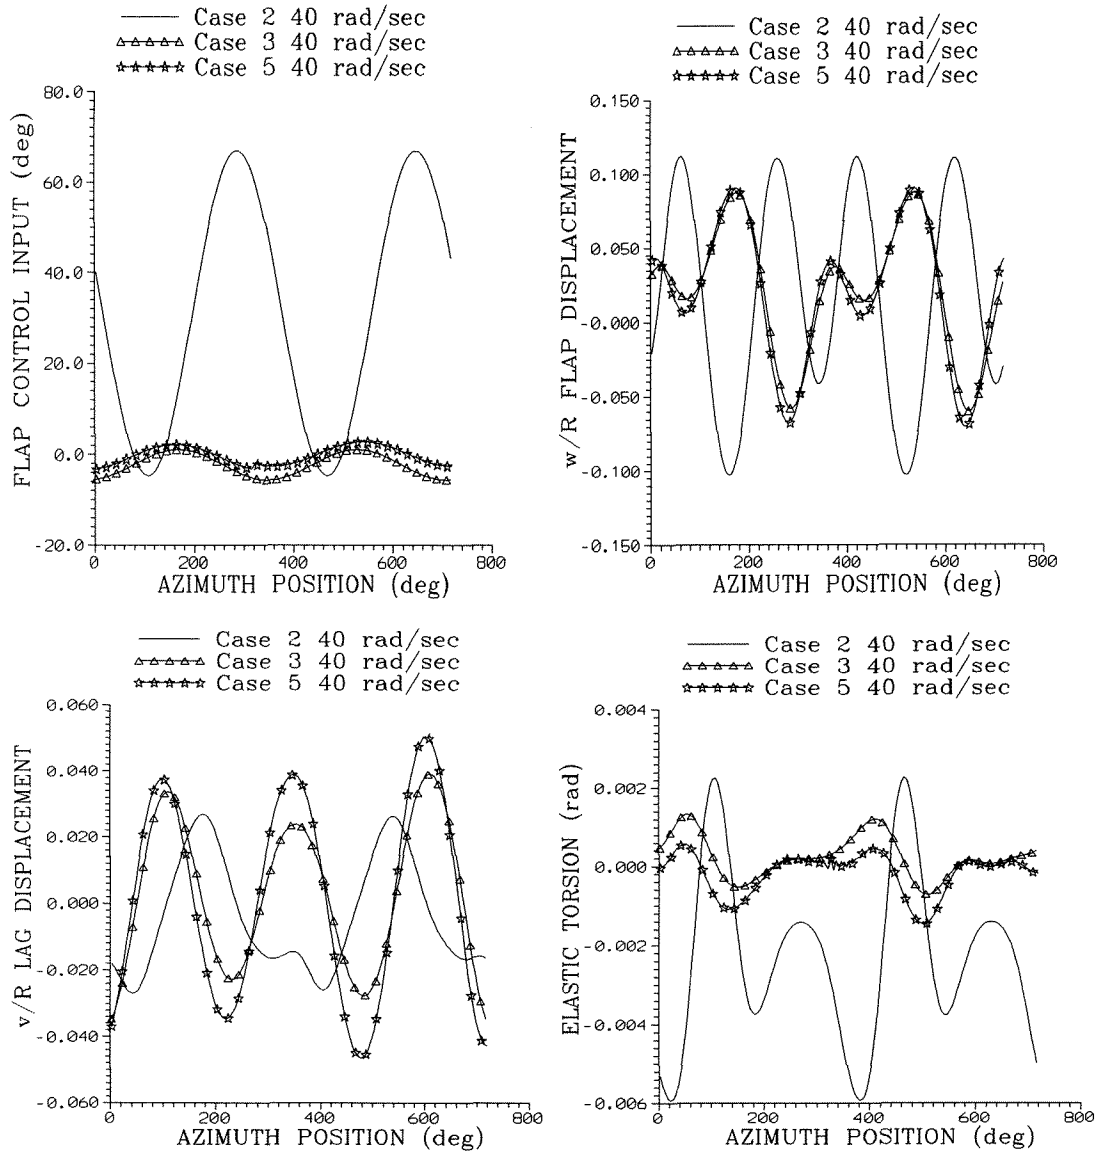 Case 2 40 rad/sec
Case 3 40 rad/sec
Case 5 40 rad/sec
FLAP CONTROL INPUT (deg)
80.0
60.0
40.0
20.0
0.0
-20.0
0
200
400
600
800
AZIMUTH POSITION (deg)
Case 2 40 rad/sec
Case 3 40 rad/sec
Case 5 40 rad/sec
w/R FLAP DISPLACEMENT
0.150
0.100
0.050
-0.000
-0.050
-0.100
-0.150
0
200
400
600
800
AZIMUTH POSITION (deg)
Case 2 40 rad/sec
Case 3 40 rad/sec
Case 5 40 rad/sec
v/R LAG DISPLACEMENT
0.060
0.040
0.020
0.000
-0.020
-0.040
-0.060
0
200
400
600
800
AZIMUTH POSITION (deg)
Case 2 40 rad/sec
Case 3 40 rad/sec
Case 5 40 rad/sec
ELASTIC TORSION (rad)
0.004
0.002
0.000
-0.002
-0.004
-0.006
0
200
400
600
800
AZIMUTH POSITION (deg)